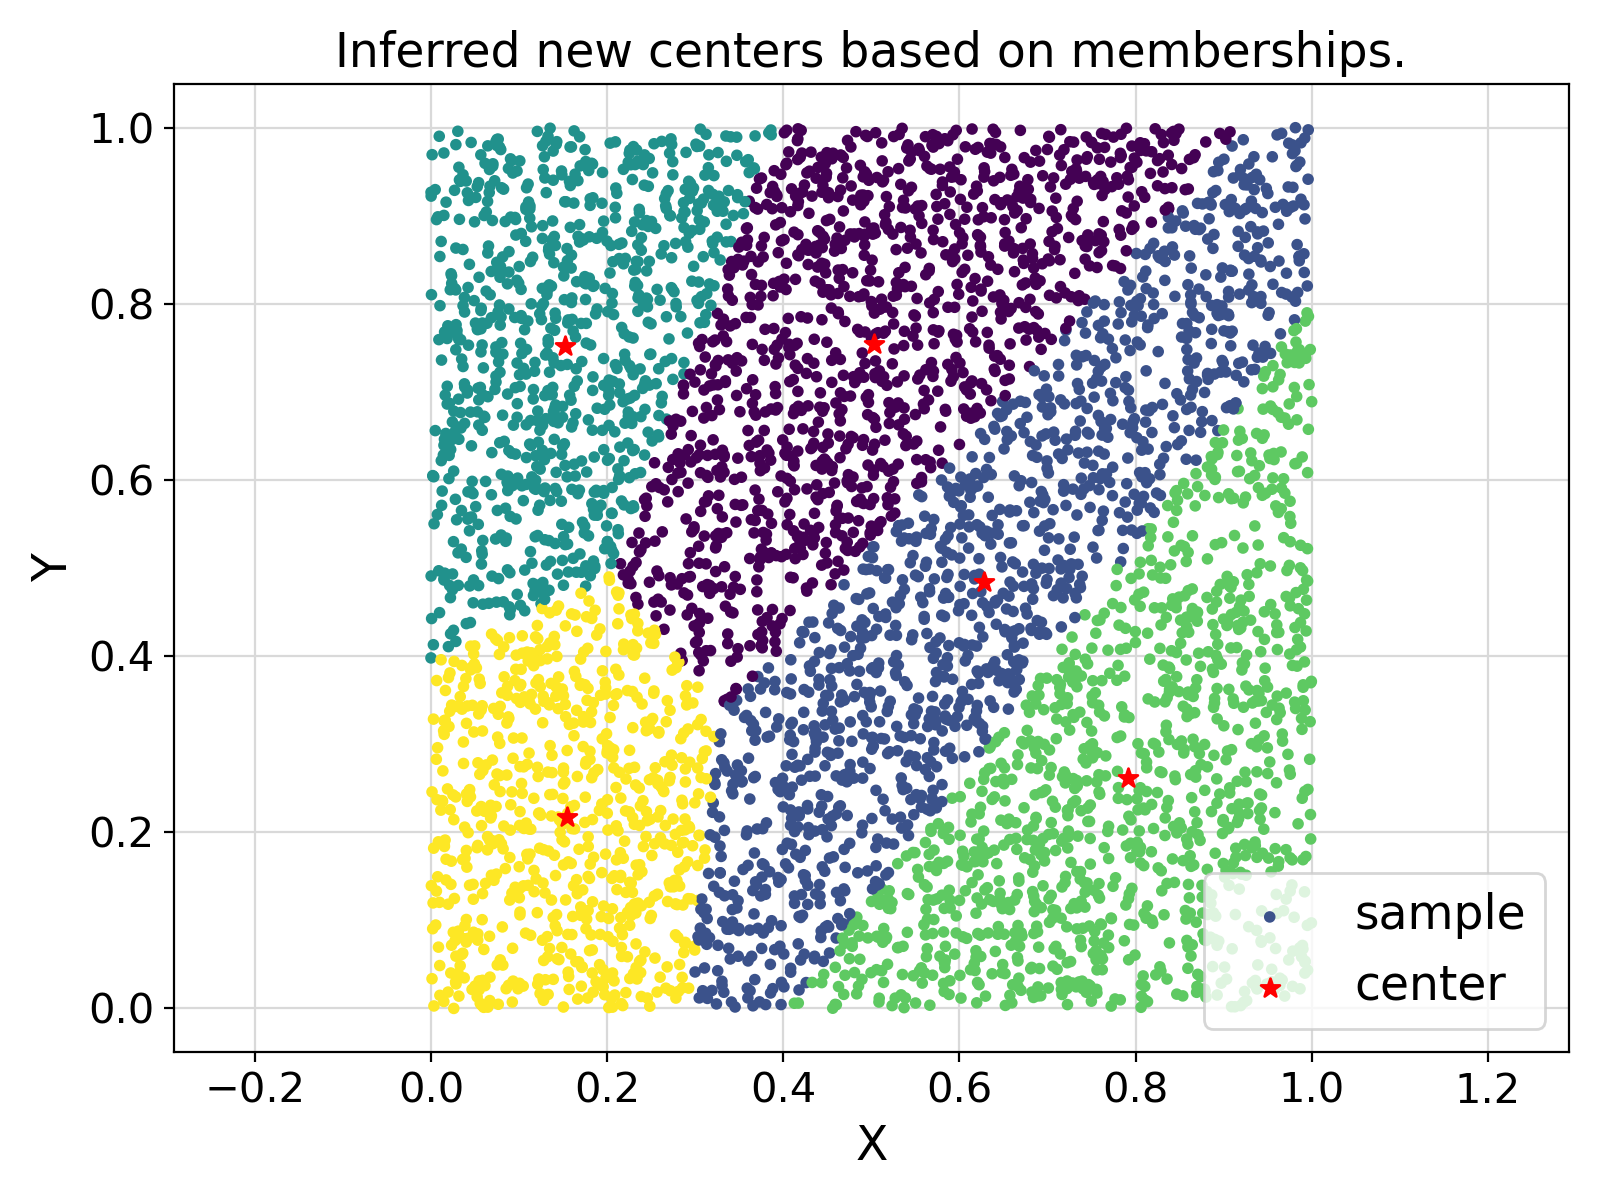 Inferred new centers based on memberships.
1.0
0.8
0.6
0.4
0.2
0.0
Y
sample
center
−0.2 0.0 0.2 0.4 0.6 0.8 1.0 1.2
X